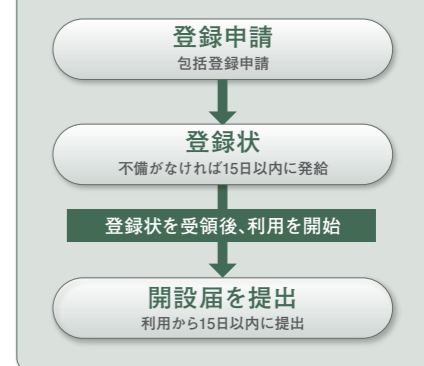 登録申請
包括登録申請
登録状
不備がなければ15日以内に発給
登録状を受領後、利用を開始
開設届を提出
利用から15日以内に提出